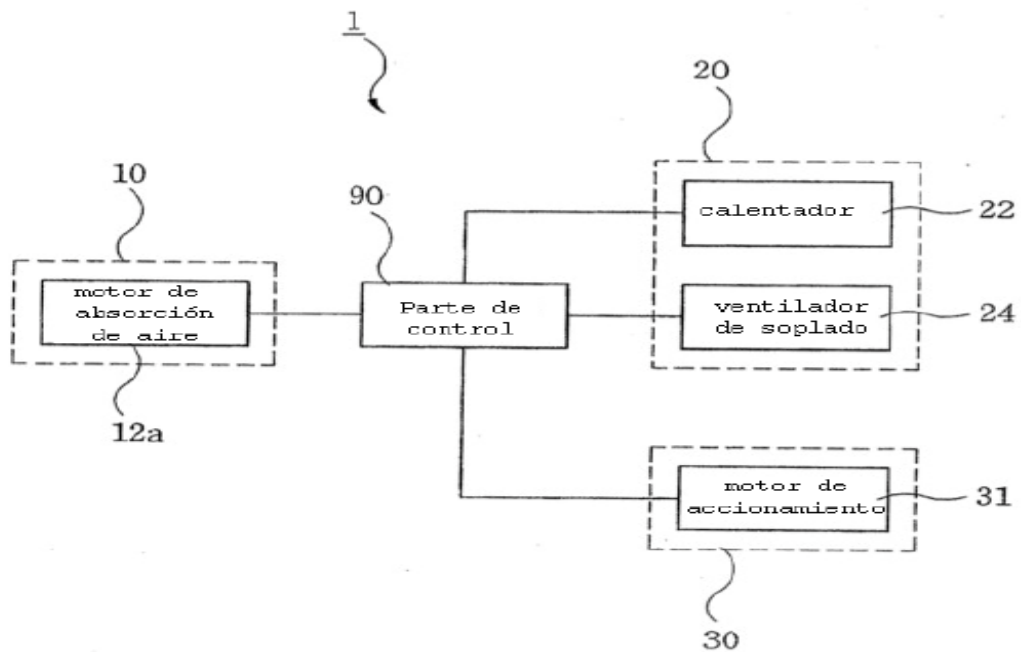 1
20
10
90
calentador
22
motor de
absorción
de aire
Parte de
control
ventilador
de soplado
24
12a
motor de
accionamiento
31
30